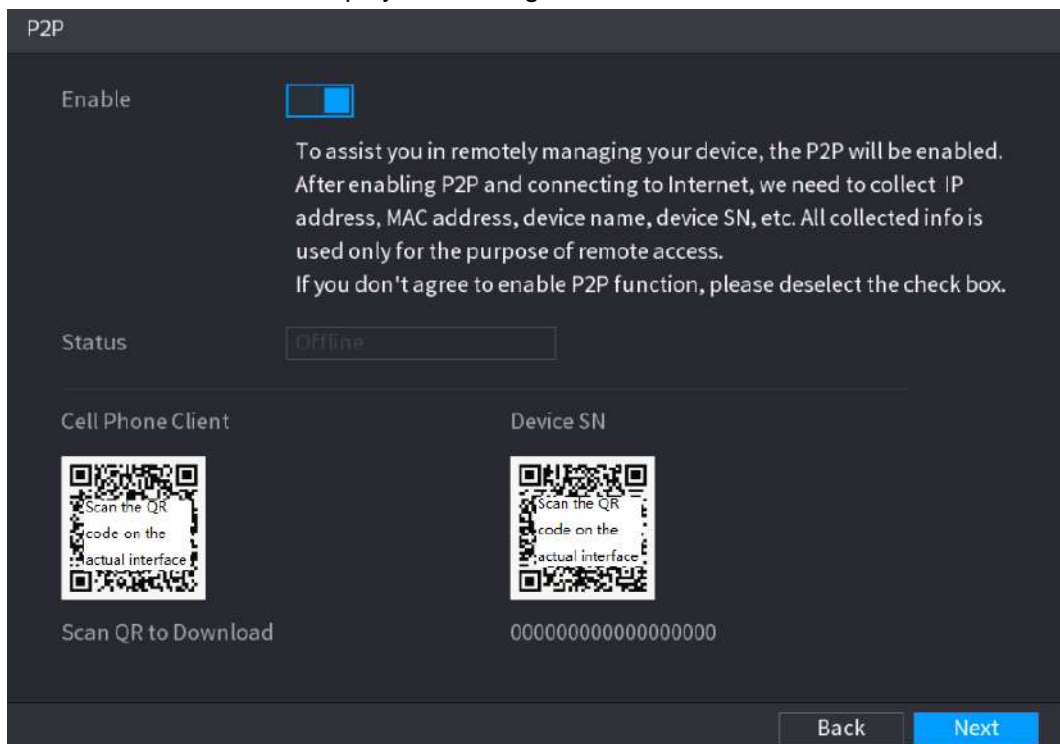 P2P
Enable
To assist you in remotely managing your device, the P2P will be enabled.
After enabling P2P and connecting to Internet, we need to collect IP
address, MAC address, device name, device SN, etc. All collected info is
used only for the purpose of remote access.
If you don't agree to enable P2P function, please deselect the check box.
Status
Offline
Cell Phone Client
Device SN
Scan the QR
code on the
actual interface
Scan the QR
code on the
actual interface
Scan QR to Download
000000000000000000
Back
Next